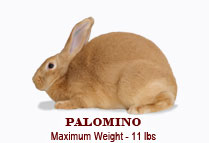 PALOMINO
Maximum Weight - 11 lbs